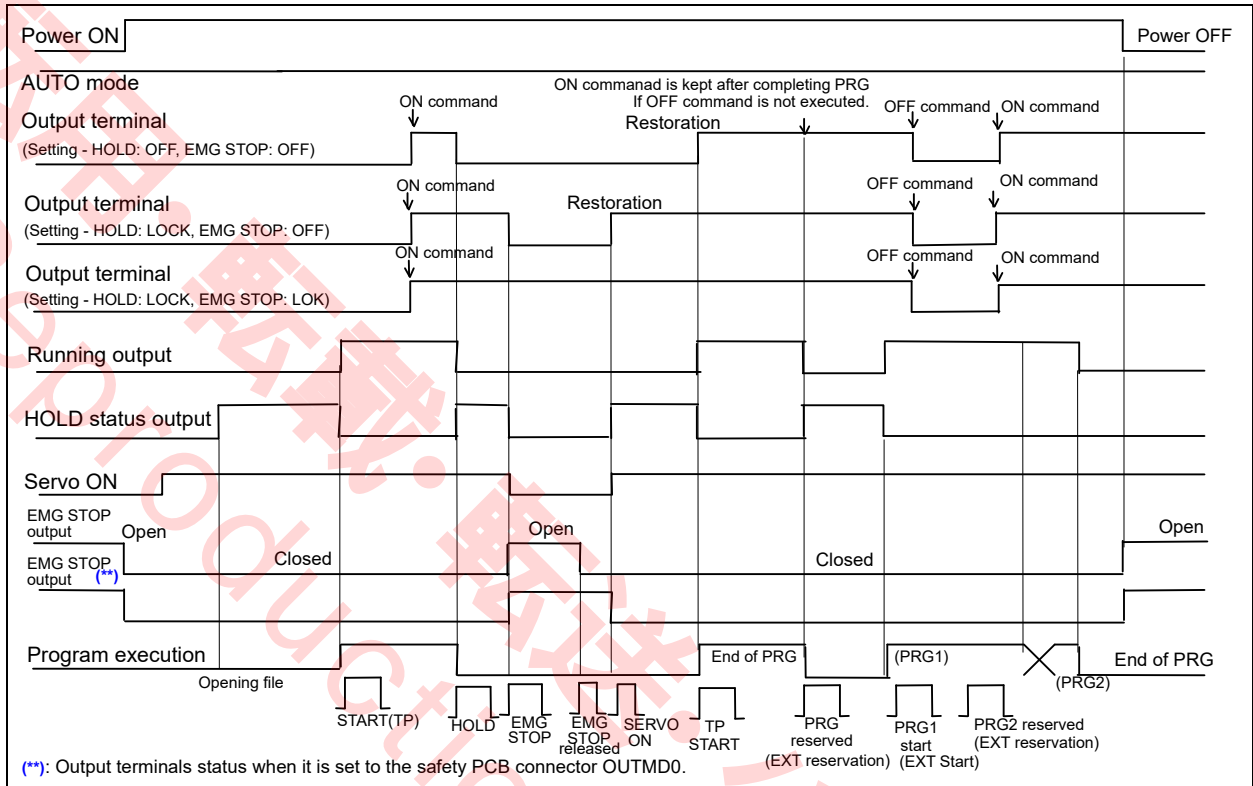 Power ON
Power OFF
AUTO mode
ON commanad is kept after completing PRG
If OFF command is not executed.
ON command
OFF command
ON command
Output terminal
Restoration
(Setting - HOLD: OFF, EMG STOP: OFF)
ON command
OFF command
ON command
Output terminal
Restoration
(Setting - HOLD: LOCK, EMG STOP: OFF)
ON command
OFF command
ON command
Output terminal
(Setting - HOLD: LOCK, EMG STOP: LOK)
Running output
HOLD status output
Servo ON
EMG STOP
output
Open
Open
Open
Closed
Closed
EMG STOP
output (**)
Program execution
Opening file
End of PRG
(PRG1)
(PRG2)
End of PRG
START(TP)
HOLD
EMG
STOP
EMG
STOP
released
SERVO
ON
TP
START
PRG
reserved
(EXT reservation)
PRG1
start
(EXT Start)
PRG2 reserved
(EXT reservation)
(**): Output terminals status when it is set to the safety PCB connector OUTMD0.
転載・転送
eproducti